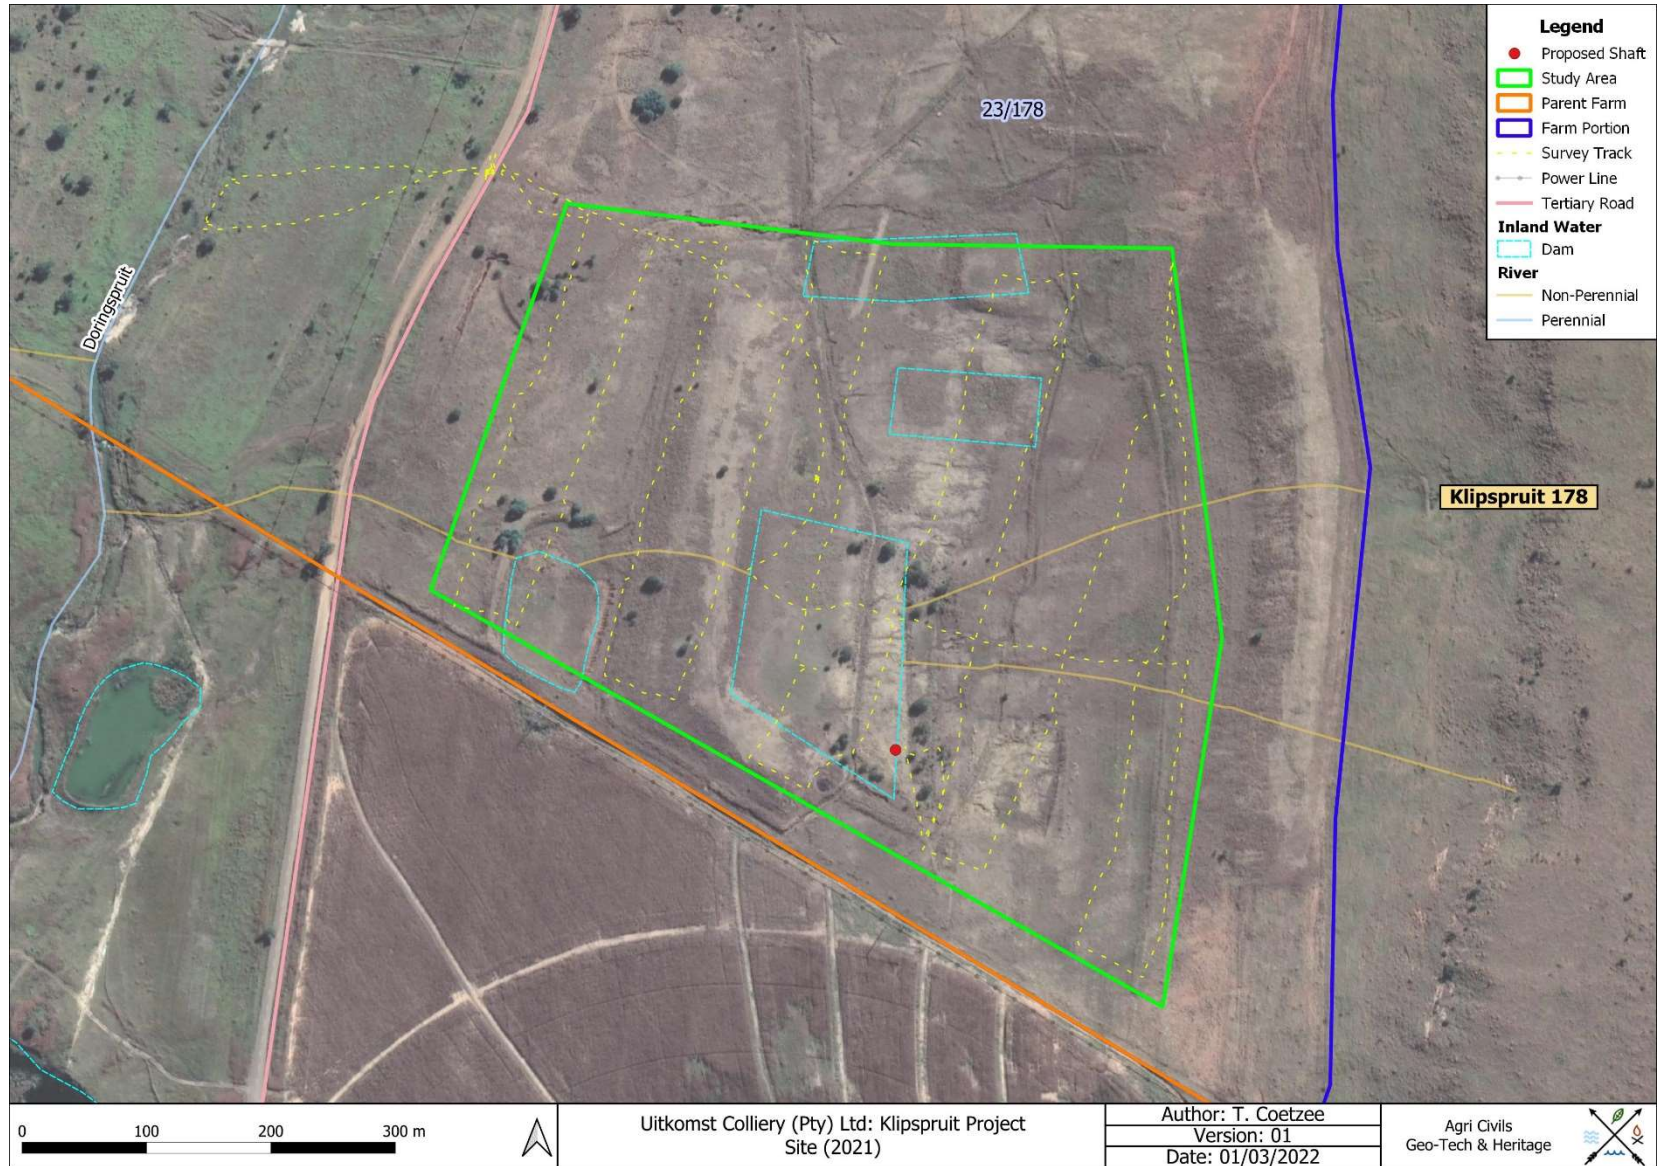 23/178
Doringspruit
Klipspruit 178
Legend
Proposed Shaft
Study Area
Parent Farm
Farm Portion
Survey Track
Power Line
Tertiary Road
Inland Water
Dam
River
Non-Perennial
Perennial
0 100 200 300 m
Uitkomst Colliery (Pty) Ltd: Klipspruit Project
Site (2021)
Author: T. Coetzee
Version: 01
Date: 01/03/2022
Agri Civils
Geo-Tech & Heritage